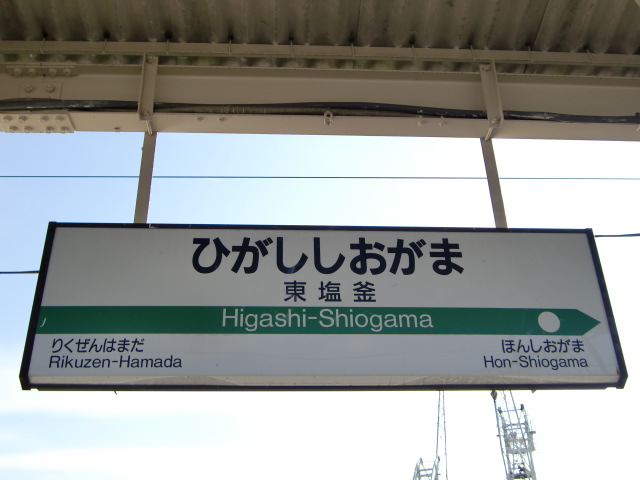 ひがししおがま
東塩釜
Higashi-Shiogama
りくぜんはまだ
Rikuzen-Hamada
ほんしおがま
Hon-Shiogama